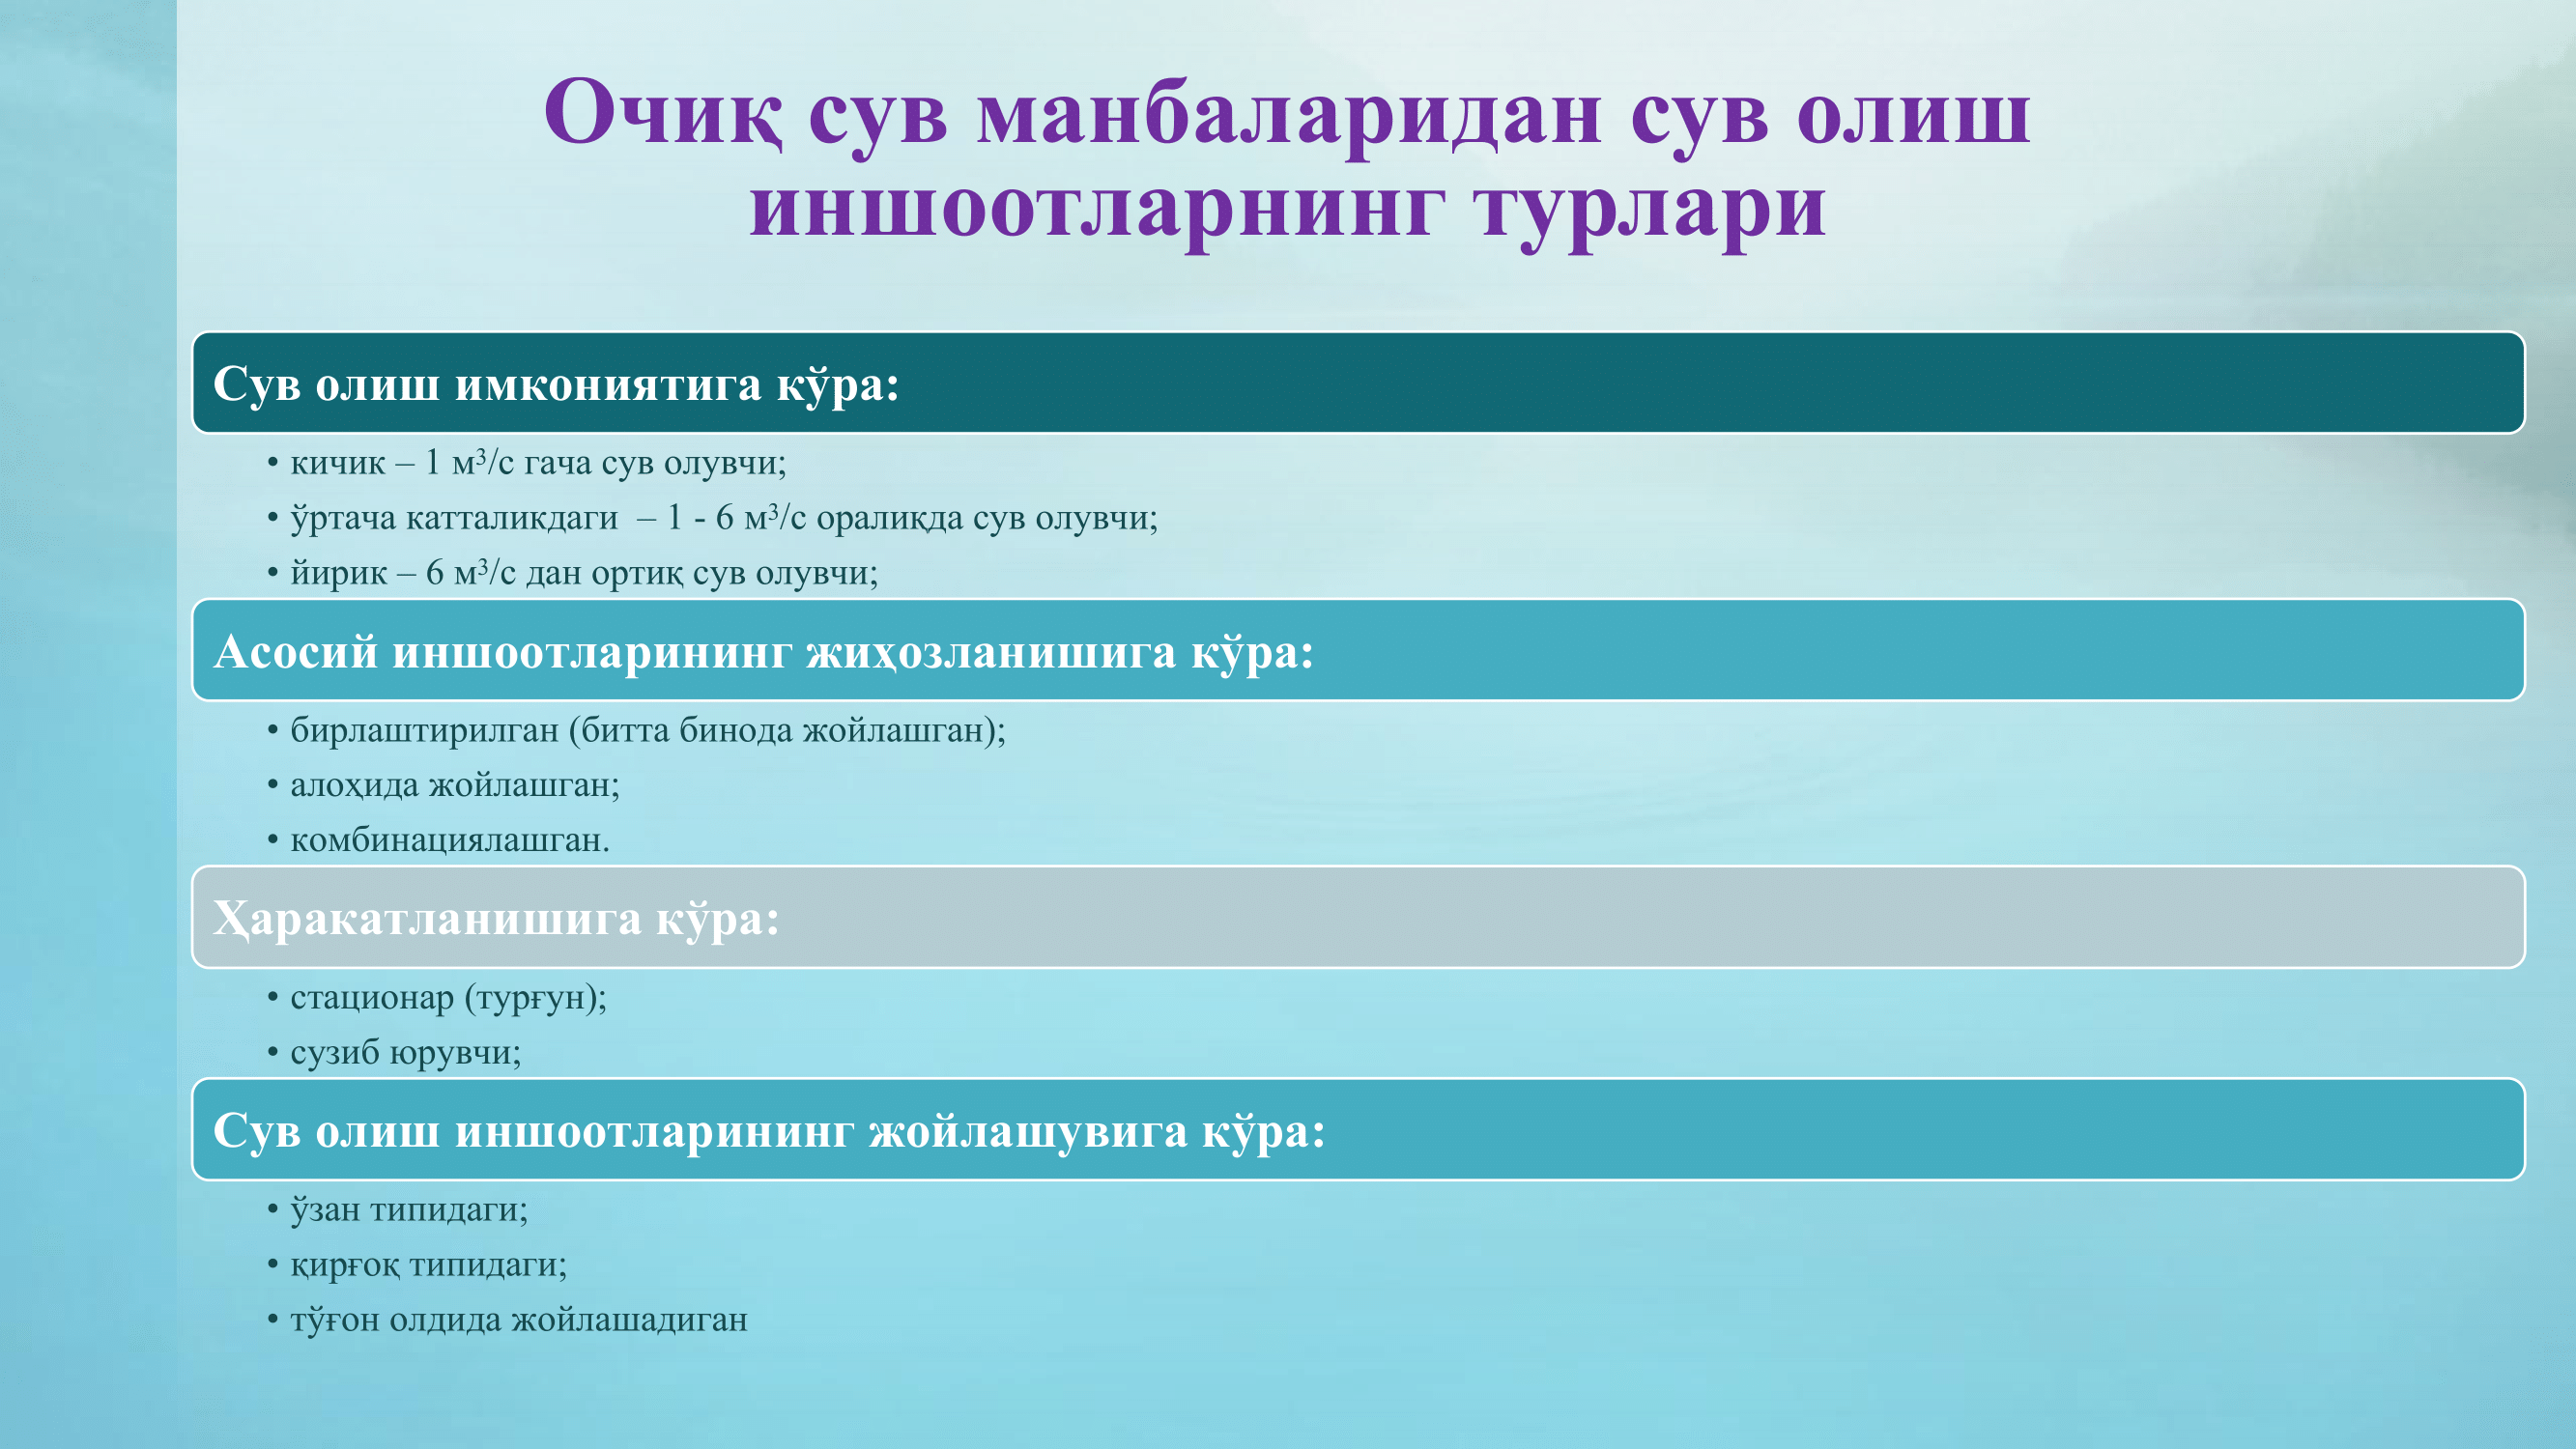 Очиқ сув манбаларидан сув олиш
иншоотларнинг турлари
Сув олиш имкониятига кўра:
• кичик – 1 м³/с гача сув олувчи;
• ўртача катталикдаги – 1 - 6 м³/с оралиқда сув олувчи;
• йирик – 6 м³/с дан ортиқ сув олувчи;
Асосий иншоотларининг жиҳозланишига кўра:
• бирлаштирилган (битта бинода жойлашган);
• алоҳида жойлашган;
• комбинациялашган.
Ҳаракатланишига кўра:
• стационар (турғун);
• сузиб юрувчи;
Сув олиш иншоотларининг жойлашувига кўра:
• ўзан типидаги;
• қирғоқ типидаги;
• тўғон олдида жойлашадиган